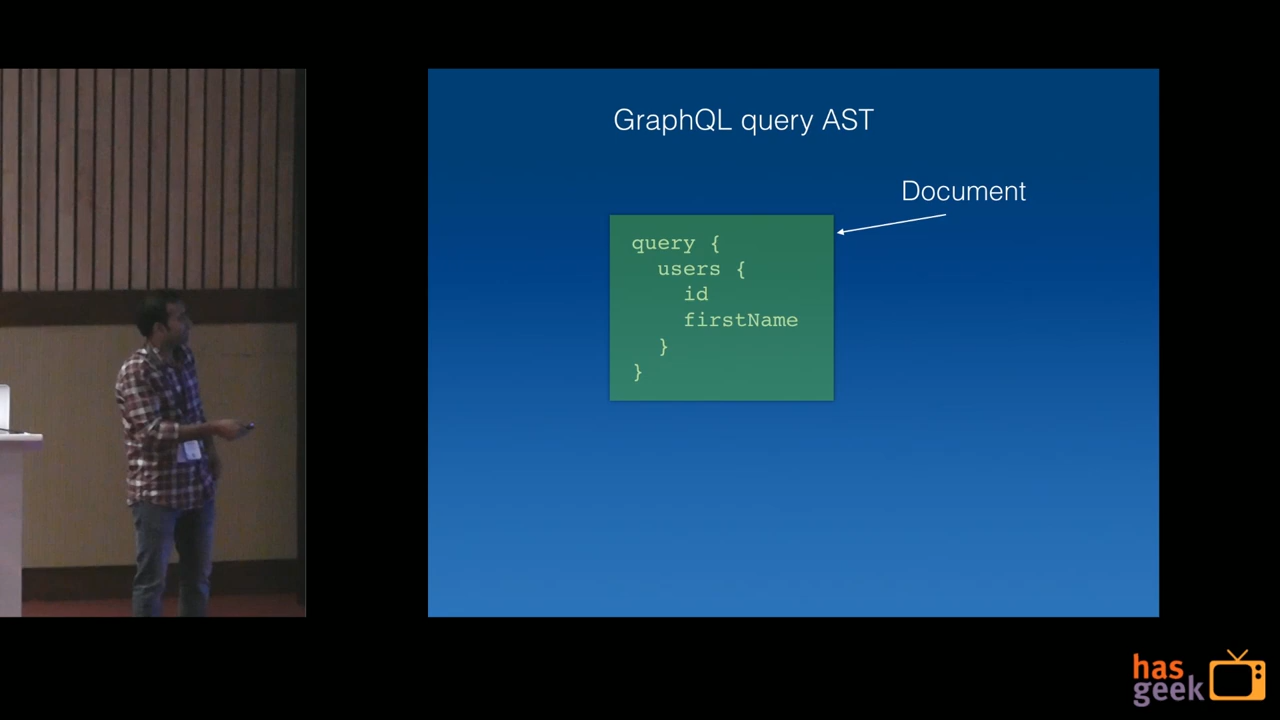 GraphQL query AST
Document
query {
users {
id
firstName
}
}
has
geek